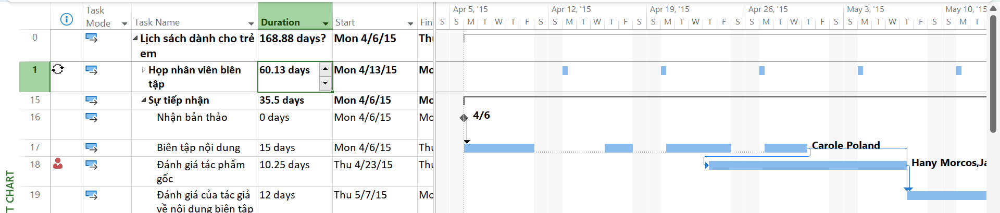 Task
Mode
Task Name
Duration
Start
Fini
Apr 5, '15
Apr 12, '15
Apr 19, '15
Apr 26, '15
May 3, '15
May 10, '15
S S M T W T F S S M T W T F S S M T W T F S S M T W T F S S M T W T F S S M T
0 Lịch sách dành cho trẻ 168.88 days? Mon 4/6/15 Thu
em
1 Họp nhân viên biên 60.13 days Mon 4/13/15 Mo
tập
15 Sự tiếp nhận 35.5 days Mon 4/6/15 Mo
16 Nhận bản thảo 0 days Mon 4/6/15 Mo
4/6
17 Biên tập nội dung 15 days Mon 4/6/15 Thu
Carole Poland
18 Đánh giá tác phẩm 10.25 days Thu 4/23/15 Thu
gốc
Hany Morcos,Ja
19 Đánh giá của tác giả 12 days Thu 5/7/15 Mo
về nội dung biên tập
T CHART